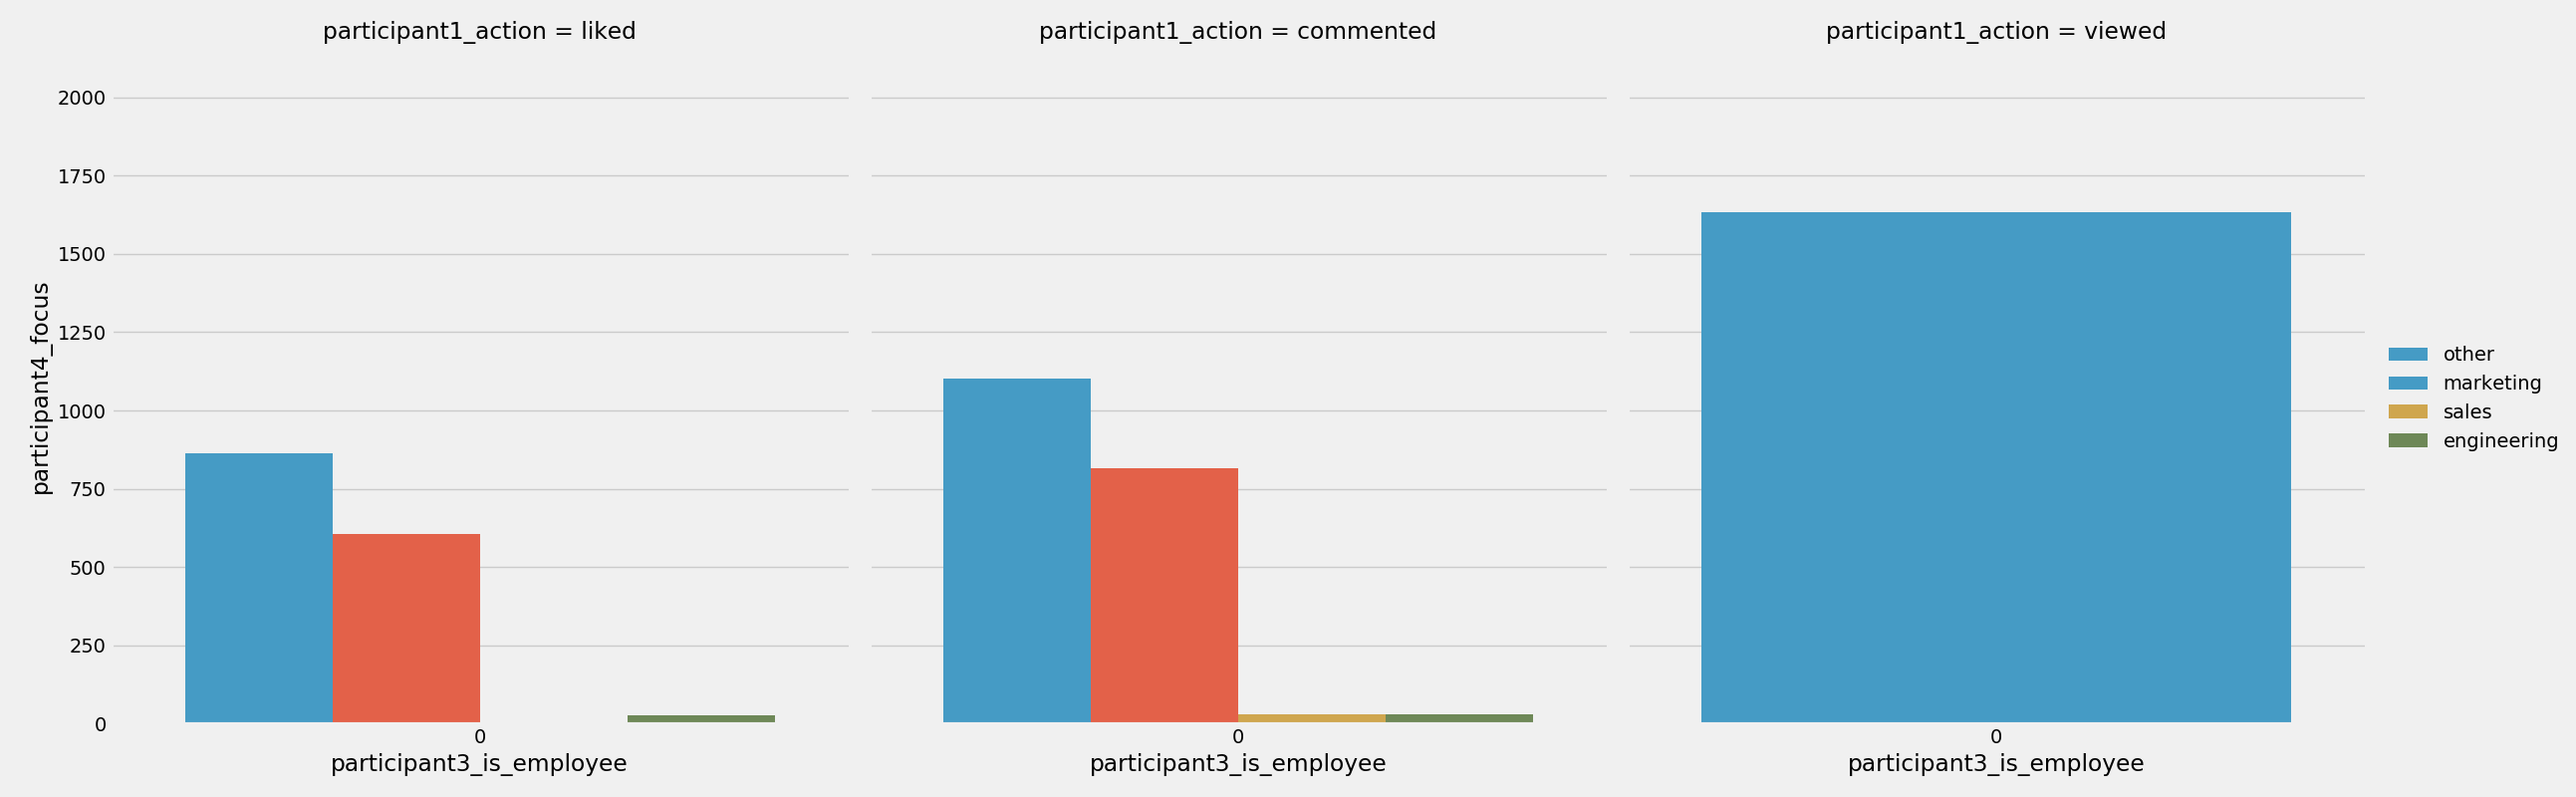 participant1_action = liked
participant1_action = commented
participant1_action = viewed
participant4_focus
2000
1750
1500
1250
1000
750
500
250
0
0
participant3_is_employee
0
participant3_is_employee
0
participant3_is_employee
other
marketing
sales
engineering